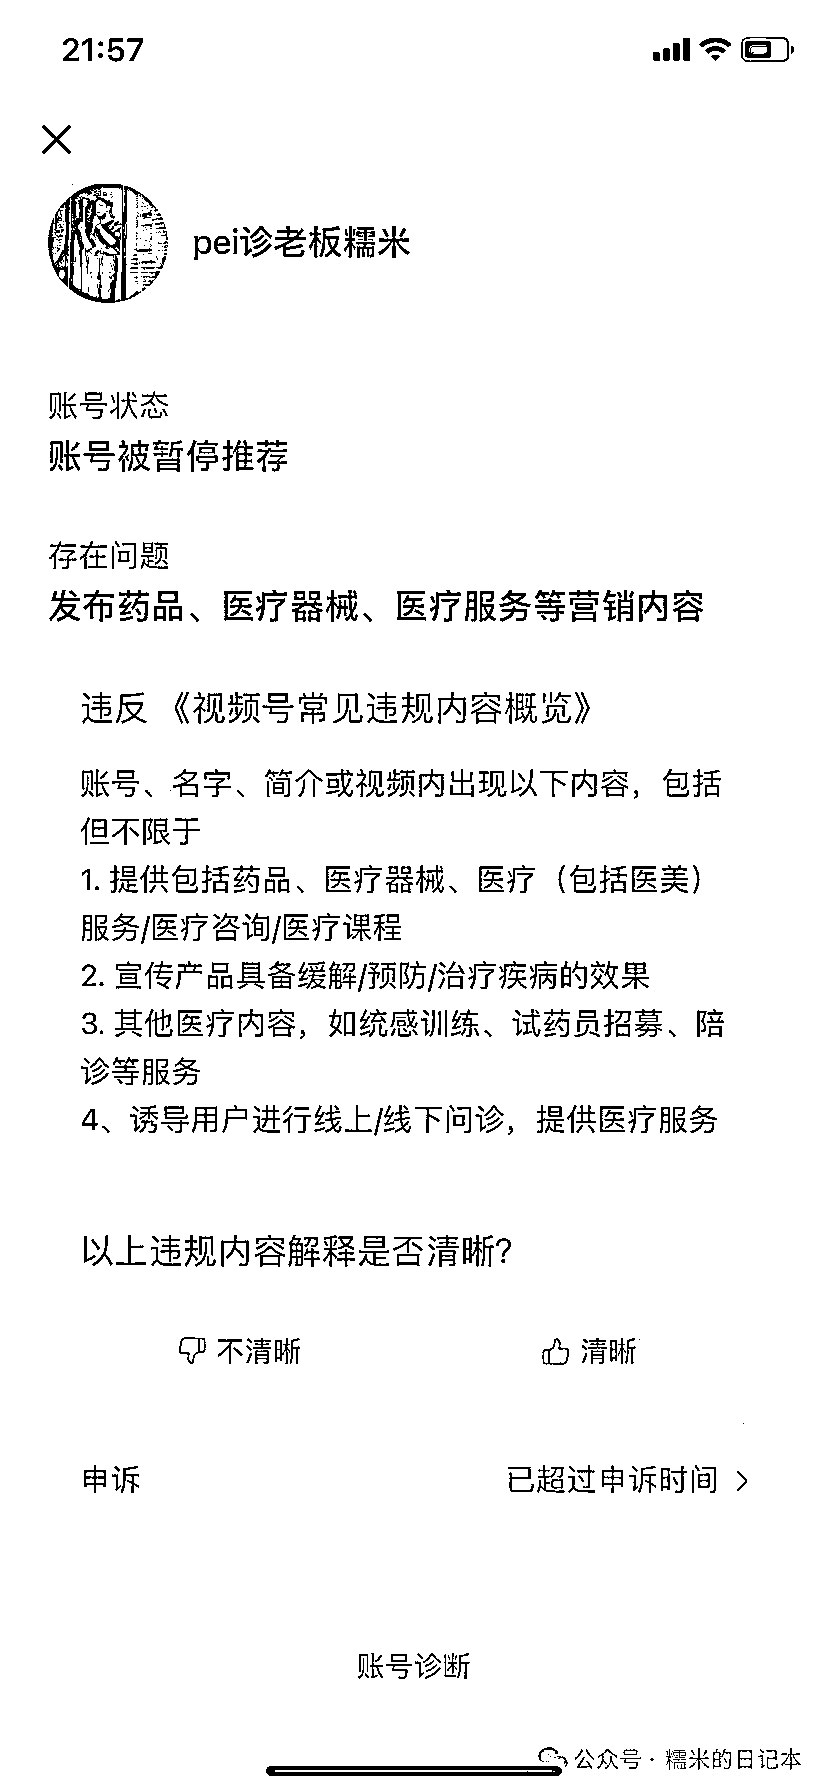 21:57
pei诊老板糯米
账号状态
账号被暂停推荐
存在问题
发布药品、医疗器械、医疗服务等营销内容
违反《视频号常见违规内容概览》
账号、名字、简介或视频内出现以下内容，包括
但不限于
1. 提供包括药品、医疗器械、医疗（包括医美）
服务/医疗咨询/医疗课程
2. 宣传产品具备缓解/预防/治疗疾病的效果
3. 其他医疗内容，如统感训练、试药员招募、陪
诊等服务
4、诱导用户进行线上/线下问诊，提供医疗服务
以上违规内容解释是否清晰？
不清晰 清晰
申诉 已超过申诉时间
账号诊断
公众号 · 糯米的日记本